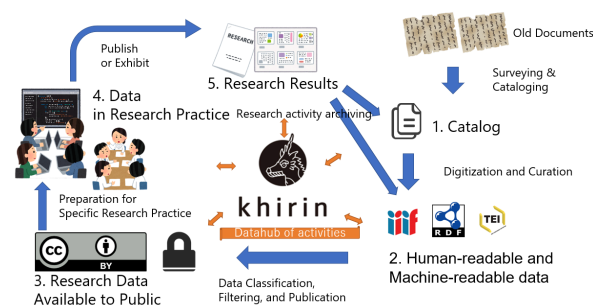 Publish
or Exhibit
RESEARCH
Old Documents
5. Research Results
Surveying &
Cataloging
4. Data
in Research Practice
Research activity archiving
1. Catalog
Digitization and Curation
Preparation for
Specific Research Practice
khirin
Datahub of activities
iiif
RDF
TEI
2. Human-readable and
Machine-readable data
cc
BY
3. Research Data
Available to Public
Data Classification,
Filtering, and Publication